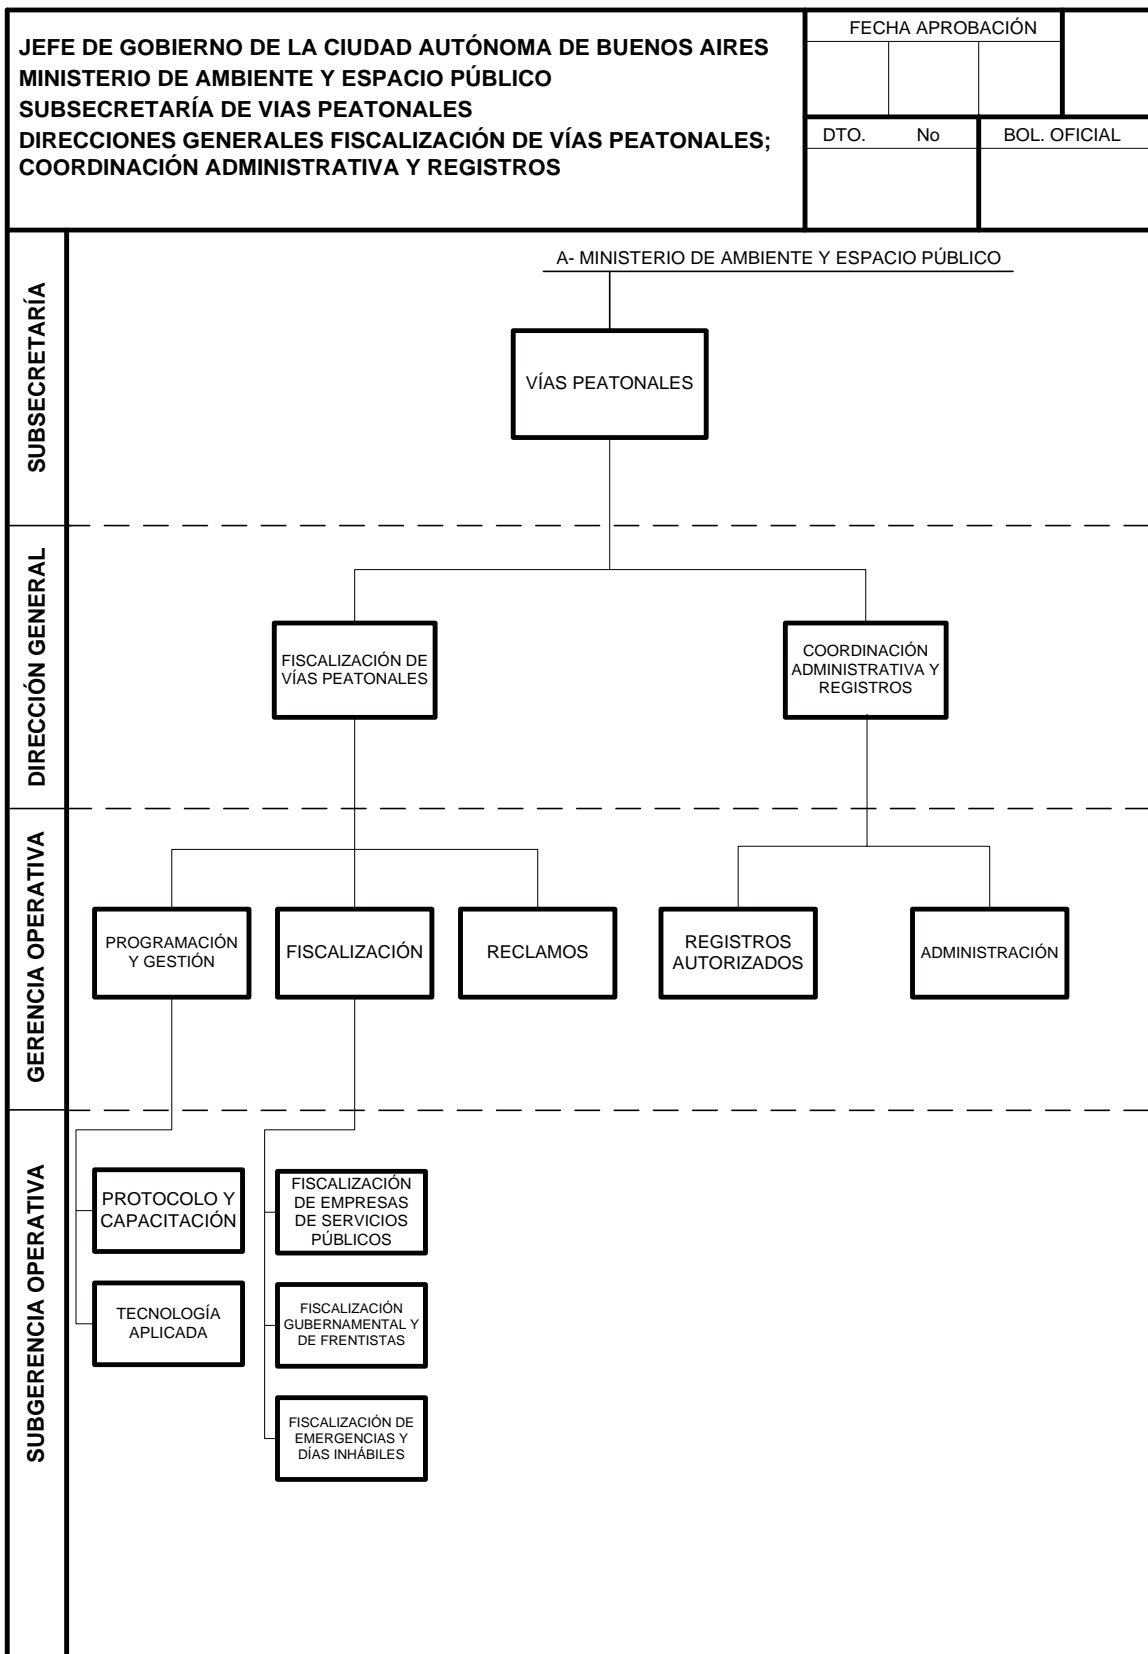 JEFE DE GOBIERNO DE LA CIUDAD AUTÓNOMA DE BUENOS AIRES
MINISTERIO DE AMBIENTE Y ESPACIO PÚBLICO
SUBSECRETARÍA DE VIAS PEATONALES
DIRECCIONES GENERALES FISCALIZACIÓN DE VÍAS PEATONALES;
COORDINACIÓN ADMINISTRATIVA Y REGISTROS
FECHA APROBACIÓN
DTO. No
BOL. OFICIAL
SUBSECRETARÍA
A- MINISTERIO DE AMBIENTE Y ESPACIO PÚBLICO
VÍAS PEATONALES
DIRECCIÓN GENERAL
FISCALIZACIÓN DE
VÍAS PEATONALES
COORDINACIÓN
ADMINISTRATIVA Y
REGISTROS
GERENCIA OPERATIVA
PROGRAMACIÓN
Y GESTIÓN
FISCALIZACIÓN
RECLAMOS
REGISTROS
AUTORIZADOS
ADMINISTRACIÓN
SUBGERENCIA OPERATIVA
PROTOCOLO Y
CAPACITACIÓN
TECNOLOGÍA
APLICADA
FISCALIZACIÓN
DE EMPRESAS
DE SERVICIOS
PÚBLICOS
FISCALIZACIÓN
GUBERNAMENTAL Y
DE FRENTISTAS
FISCALIZACIÓN DE
EMERGENCIAS Y
DÍAS INHÁBILES